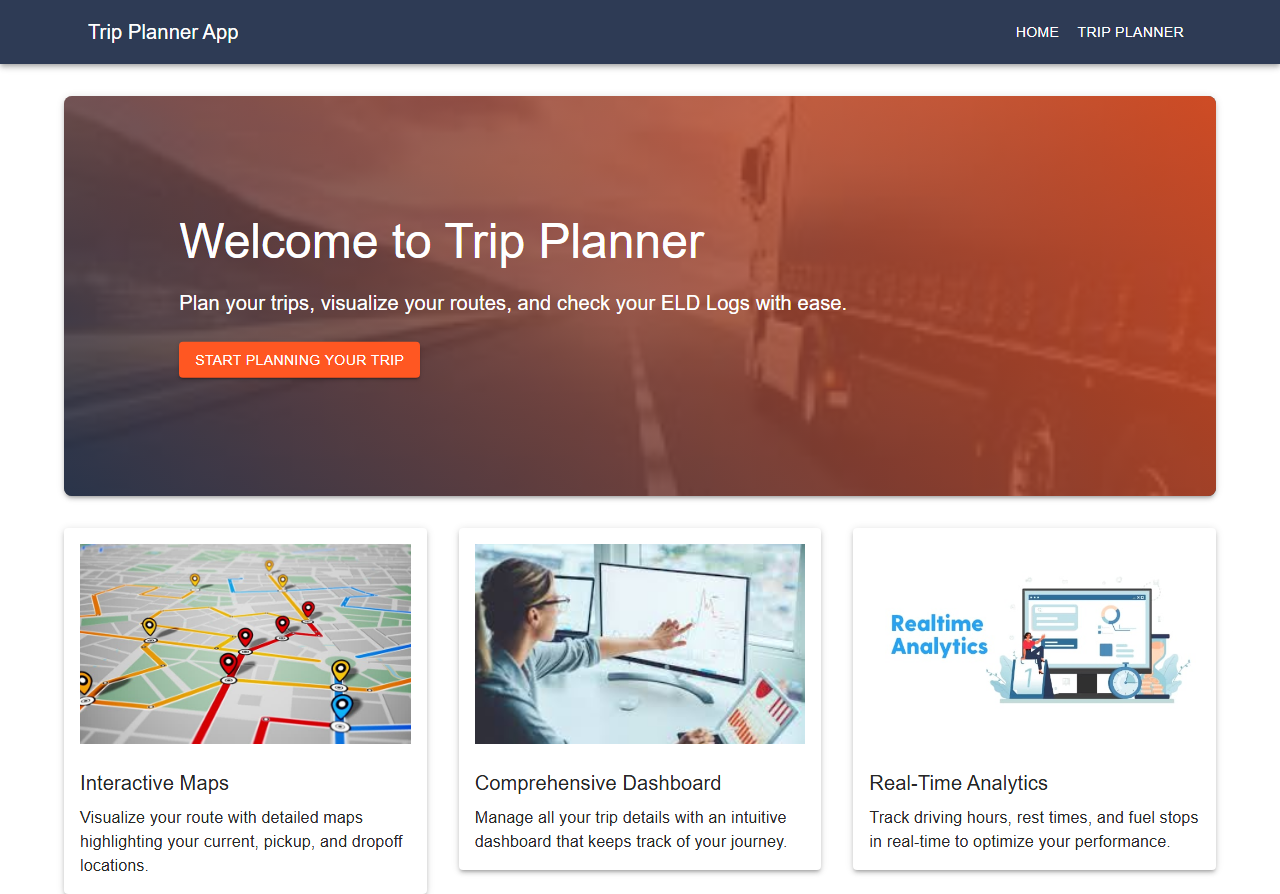 Trip Planner App
HOME
TRIP PLANNER
Welcome to Trip Planner
Plan your trips, visualize your routes, and check your ELD Logs with ease.
START PLANNING YOUR TRIP
Realtime
Analytics
1
Interactive Maps
Visualize your route with detailed maps
highlighting your current, pickup, and dropoff
locations.
Comprehensive Dashboard
Manage all your trip details with an intuitive
dashboard that keeps track of your journey.
Real-Time Analytics
Track driving hours, rest times, and fuel stops
in real-time to optimize your performance.